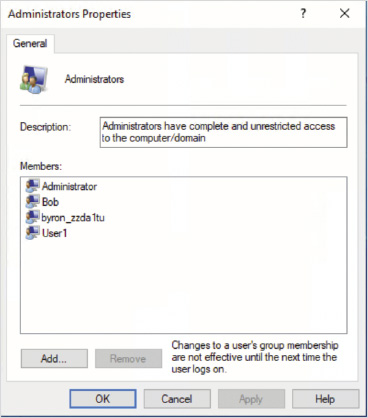 Administrators Properties
? X
General
Administrators
Description:
Administrators have complete and unrestricted access
to the computer/domain
Members:
Administrator
Bob
byron_zzda1tu
User1
Add...
Remove
Changes to a user's group membership
are not effective until the next time the
user logs on.
OK
Cancel
Apply
Help